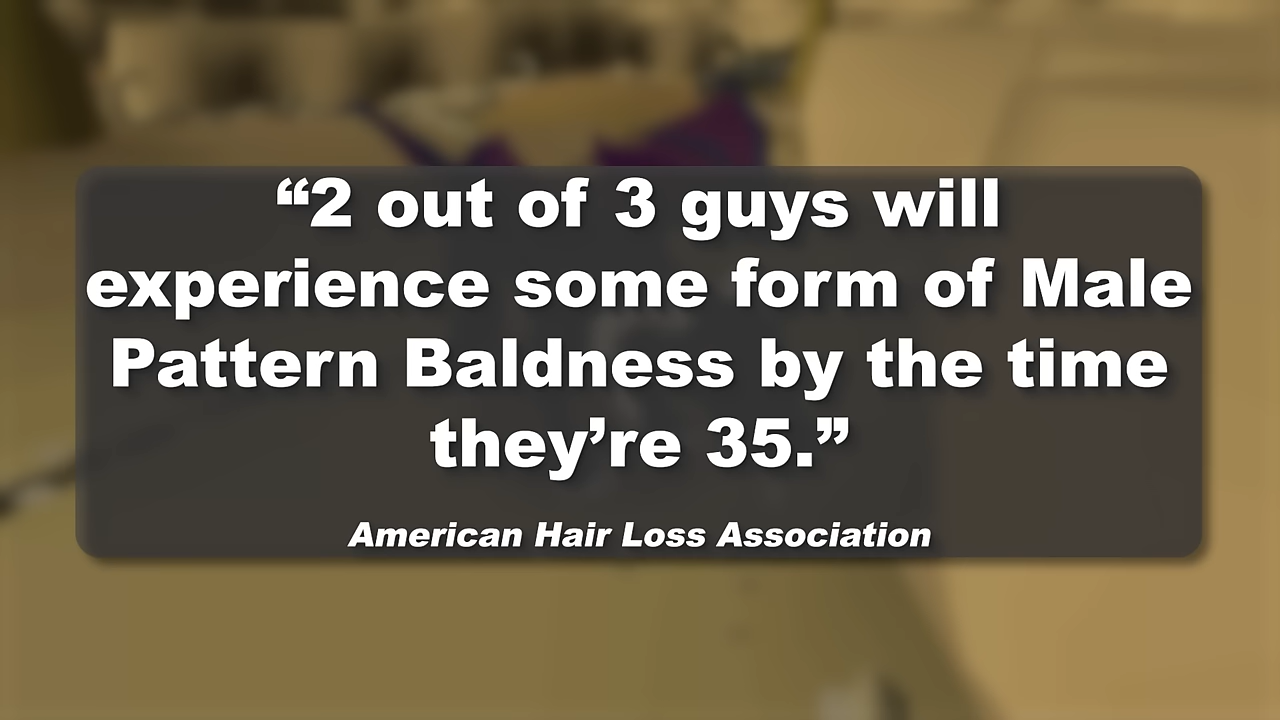 “2 out of 3 guys will
experience some form of Male
Pattern Baldness by the time
they’re 35.”
American Hair Loss Association